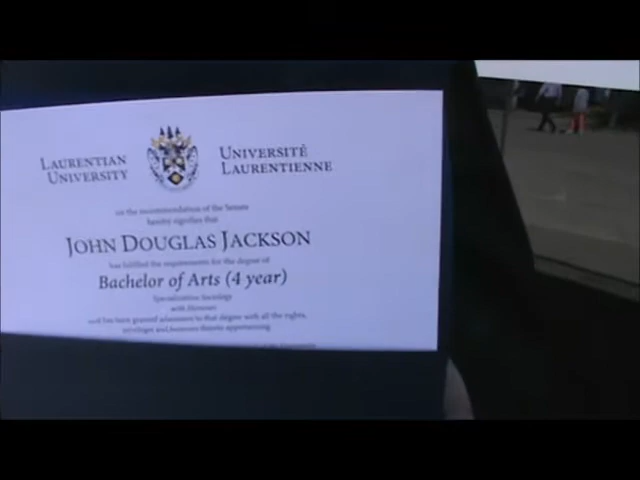 LAURENTIAN UNIVERSITY
UNIVERSITÉ LAURENTIENNE
on the recommendation of the Senate
hereby signifies that
JOHN DOUGLAS JACKSON
has fulfilled the requirements for the degree of
Bachelor of Arts (4 year)
Specialization Sociology
with Honours
and has been granted admission to that degree with all the rights,
privileges and honours thereto appertaining